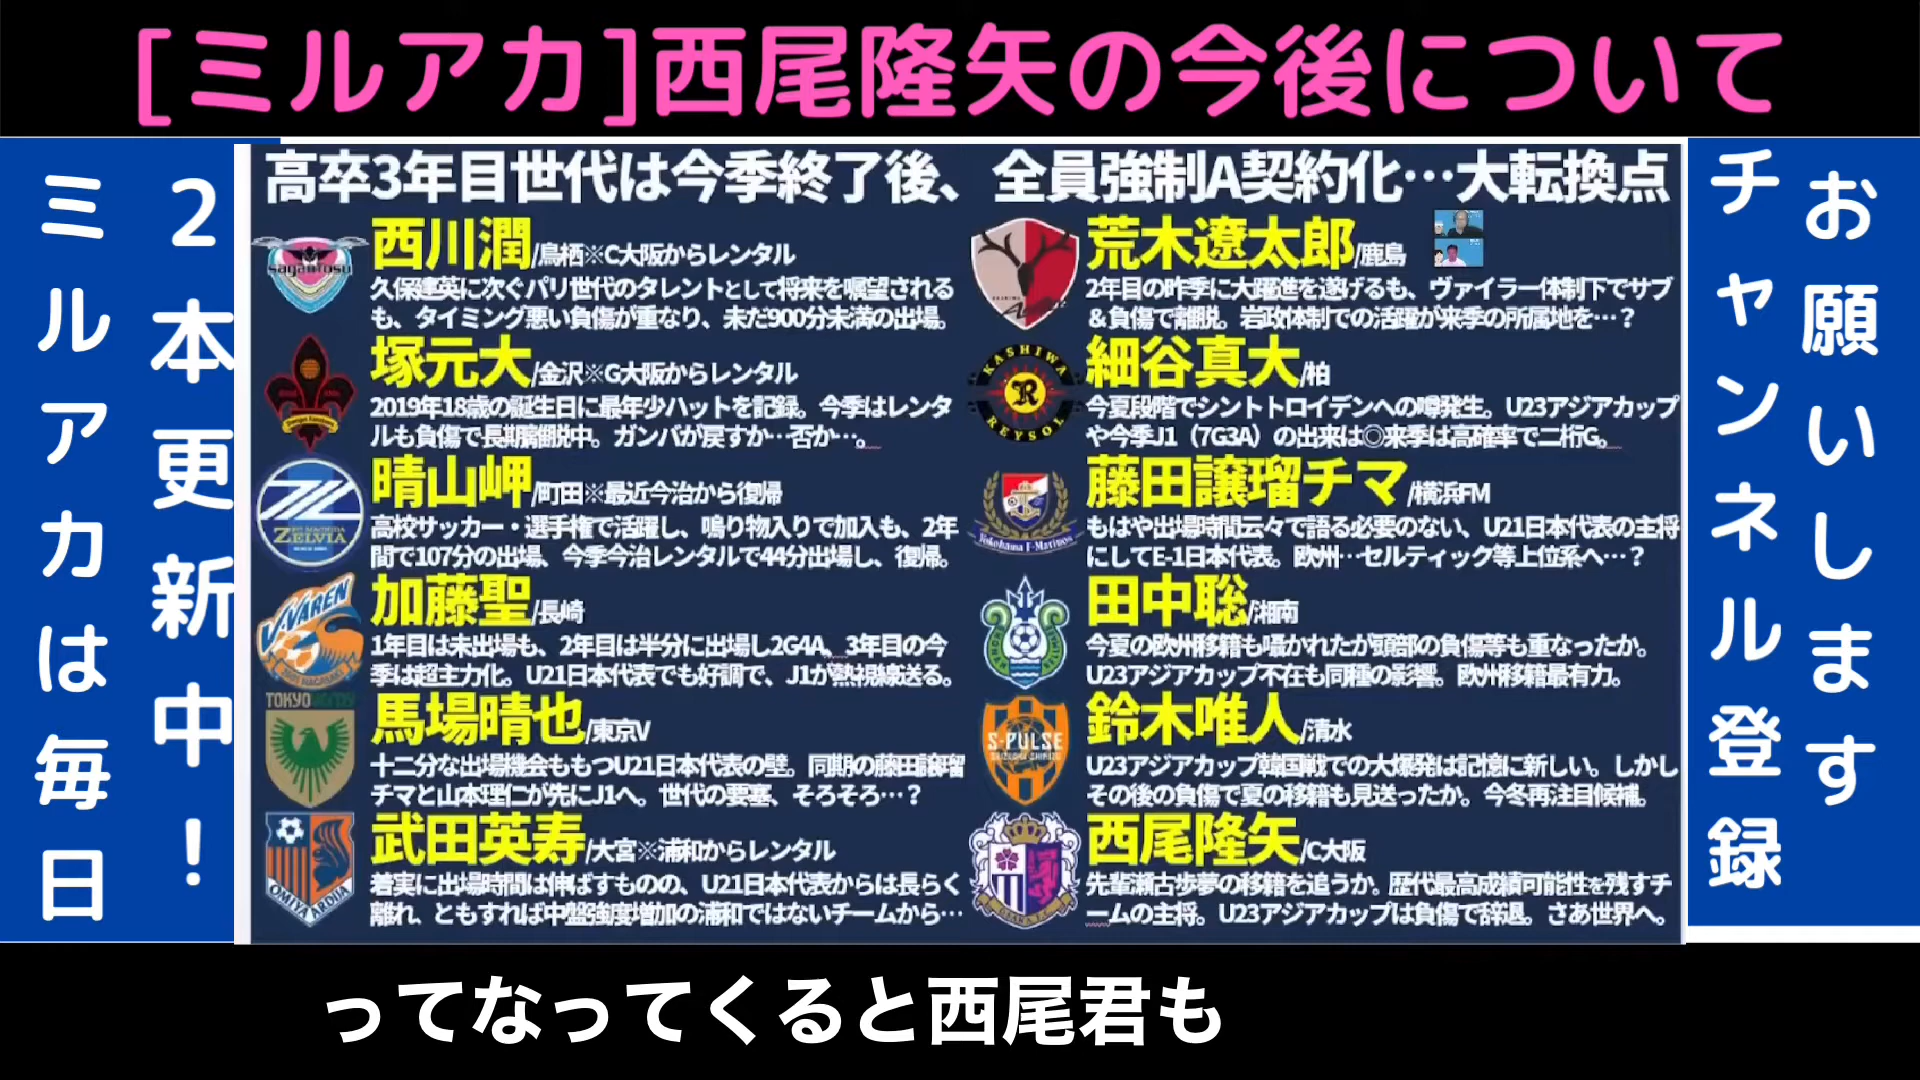 [ミルアカ]西尾隆矢の今後について
ミルアカは毎日
2本更新中!
高卒3年目世代は今季終了後、全員強制A契約化…大転換点
西川潤/鳥栖※C大阪からレンタル
久保建英に次ぐパリ世代のタレントとして将来を嘱望される
も、タイミング悪い負傷が重なり、未だ900分未満の出場。
塚元大/金沢※G大阪からレンタル
2019年18歳の誕生日に最年少ハットを記録。今季はレンタ
ルも負傷で長期離脱中。ガンバが戻すか…否か…。
晴山岬/町田※最近今治から復帰
高校サッカー・選手権で活躍し、鳴り物入りで加入も、2年
間で107分の出場、今季今治レンタルで44分出場し、復帰。
ZELVIA
加藤聖/長崎
1年目は未出場も、2年目は半分に出場し2G4A、3年目の今
季は超主力化。U21日本代表でも好調で、J1が熱視線送る。
V·VAREN
TOKYO
馬場晴也/東京V
十二分な出場機会ももつU21日本代表の壁。同期の藤田譲瑠
チマと山本理仁が先にJ1へ。世代の要塞、そろそろ…?
武田英寿/大宮※浦和からレンタル
着実に出場時間は伸ばすものの、U21日本代表からは長らく
離れ、ともすれば中盤強度増加の浦和ではないチームから…
OMIYA ARDIJA
荒木遼太郎/鹿島
2年目の昨季に大躍進を遂げるも、ヴァイラー体制下でサブ
&負傷で離脱。岩政体制での活躍が来季の所属地を…?
KASHIWA
REYSOL
細谷真大/柏
今夏段階でシントトロイデンへの噂発生。U23アジアカップ
や今季J1(7G3A)の出来は◎来季は高確率で二桁G。
藤田譲瑠チマ/横浜FM
もはや出場時間云々で語る必要のない、U21日本代表の主将
にしてE-1日本代表。欧州…セルティック等上位系へ…?
Yokohama F·Marinos
田中聡/湘南
今夏の欧州移籍も囁かれたが頭部の負傷等も重なったか。
U23アジアカップ不在も同種の影響。欧州移籍最有力。
鈴木唯人/清水
U23アジアカップ韓国戦での大爆発は記憶に新しい。しかし
その後の負傷で夏の移籍も見送ったか。今冬再注目候補。
S-PULSE
西尾隆矢/C大阪
先輩瀬古歩夢の移籍を追うか。歴代最高成績可能性を残すチ
ームの主将。U23アジアカップは負傷で辞退。さあ世界へ。
チャンネル登録
お願いします
ってなってくると西尾君も